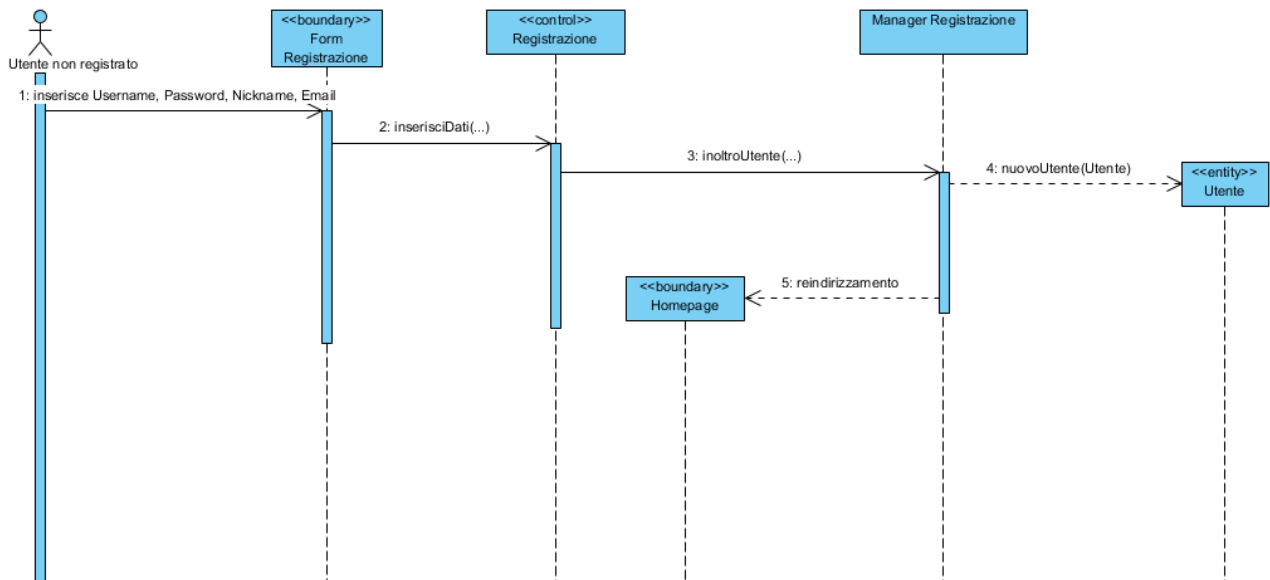 <<boundary>>
Form
Registrazione
<<control>>
Registrazione
Manager Registrazione
Utente non registrato
1: inserisce Username, Password, Nickname, Email
2: inserisciDati(...)
3: inoltroUtente(...)
4: nuovoUtente(Utente)
<<entity>>
Utente
<<boundary>>
Homepage
5: reindirizzamento